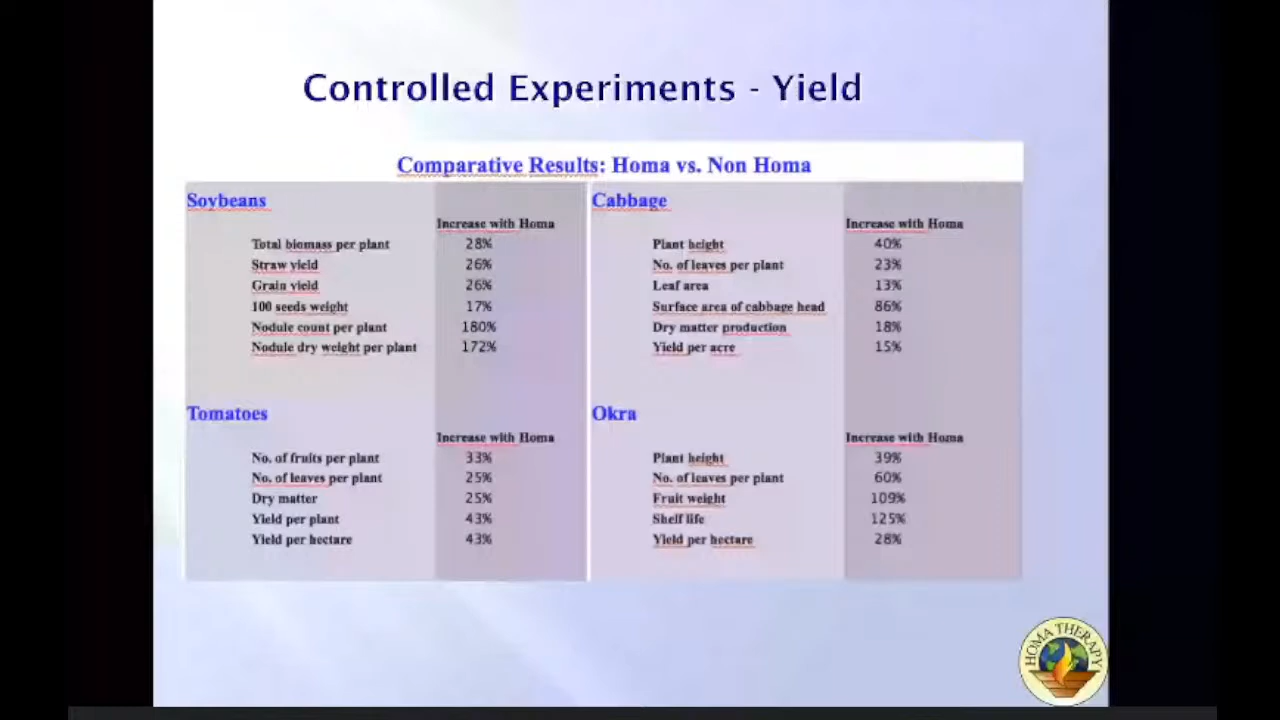 Controlled Experiments - Yield
Comparative Results: Homa vs. Non Homa
Soybeans
Increase with Homa
Total biomass per plant 28%
Straw yield 26%
Grain yield 26%
100 seeds weight 17%
Nodule count per plant 180%
Nodule dry weight per plant 172%
Cabbage
Increase with Homa
Plant height 40%
No. of leaves per plant 23%
Leaf area 13%
Surface area of cabbage head 86%
Dry matter production 18%
Yield per acre 15%
Tomatoes
Increase with Homa
No. of fruits per plant 33%
No. of leaves per plant 25%
Dry matter 25%
Yield per plant 43%
Yield per hectare 43%
Okra
Increase with Homa
Plant height 39%
No. of leaves per plant 60%
Fruit weight 109%
Shelf life 125%
Yield per hectare 28%
HOMA THERAPY